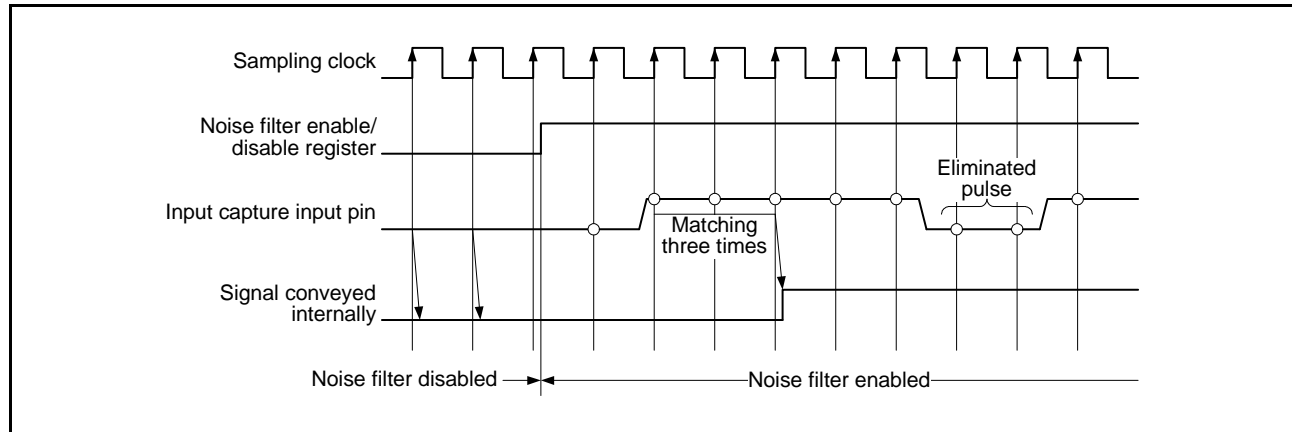 Sampling clock
Noise filter enable/
disable register
Eliminated
pulse
Input capture input pin
Matching
three times
Signal conveyed
internally
Noise filter disabled
Noise filter enabled